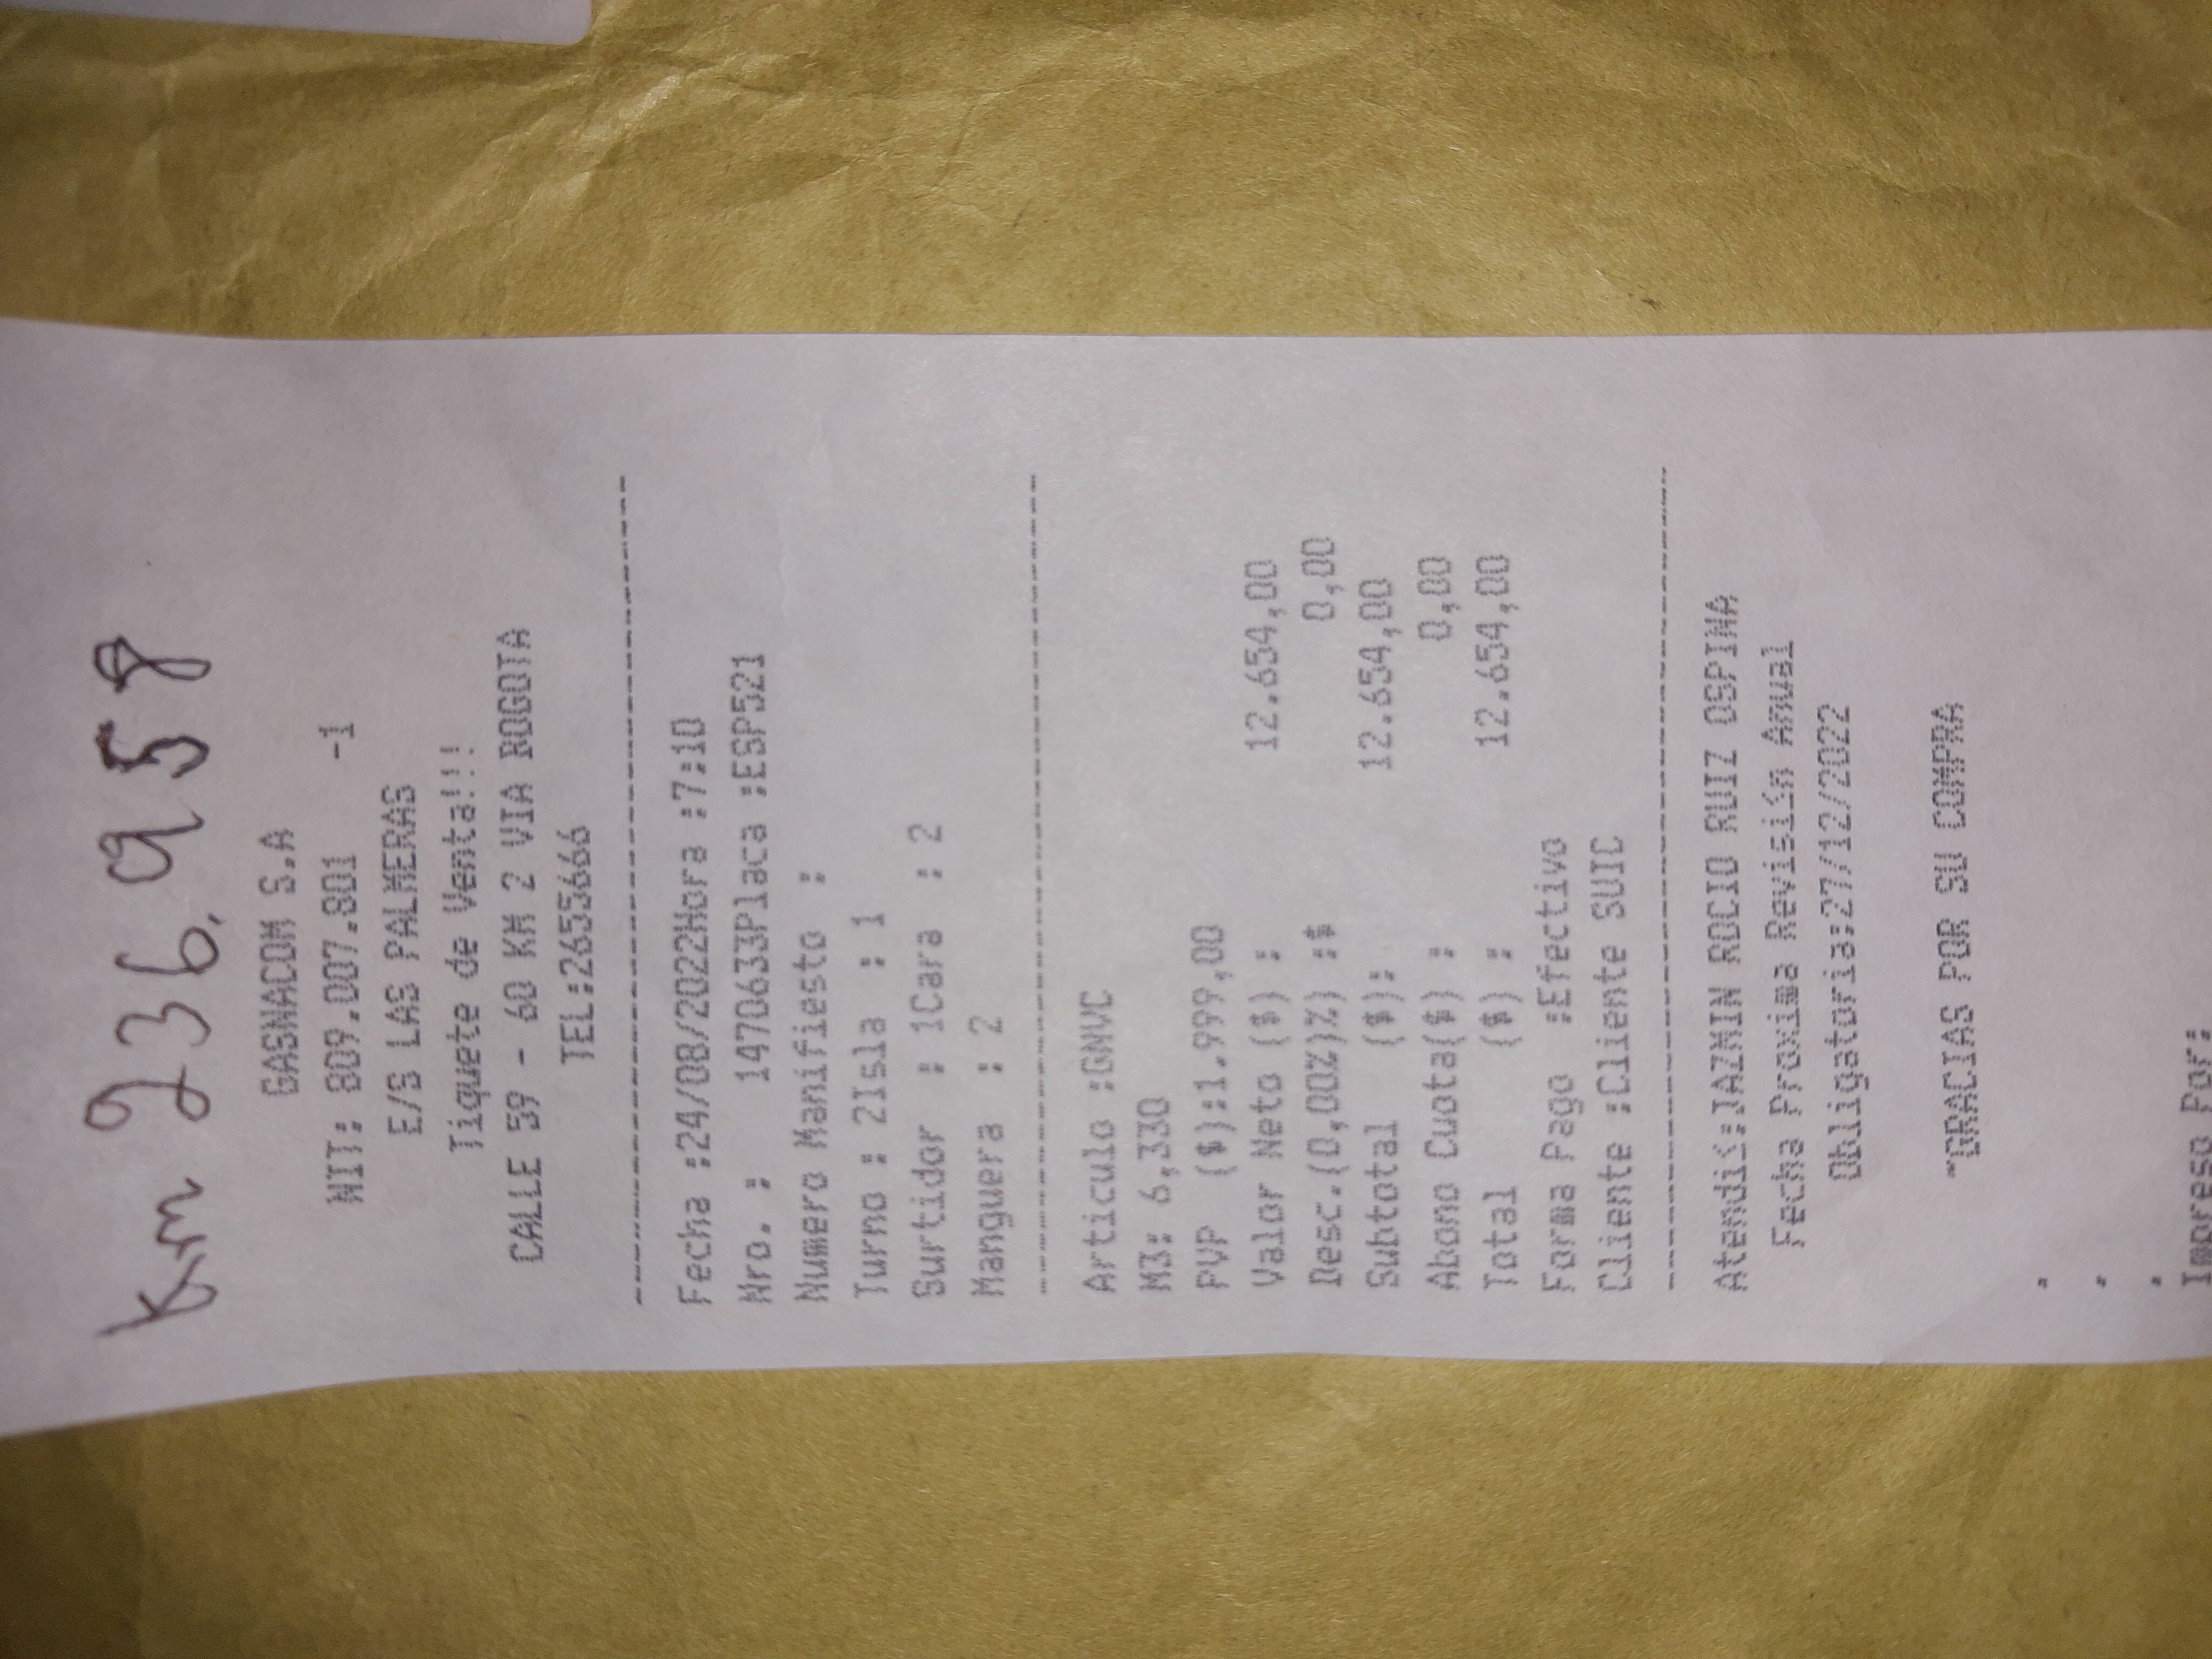 Km 236.958
GASNACOM S.A
NIT: 809.007.801 -1
E/S LAS PALMERAS
Tiquete de Venta!!!
CALLE 59 - 60 KM 2 VIA BOGOTA
TEL:2655666
Fecha :24/08/2022Hora :7:10
Nro. : 1470633Placa :ESP521
Numero Manifiesto :
Turno : 2Isla : 1
Surtidor : 1Cara : 2
Manguera : 2
Articulo :GNVC
M3: 6,330
PVP ($):1.999,00
Valor Neto ($) : 12.654,00
Desc.(0,00%)%) :$ 0,00
Subtotal ($): 12.654,00
Abono Cuota($) : 0,00
Total ($) : 12.654,00
Forma Pago :Efectivo
Cliente :Cliente SUIC
Atendi<:JAZMIN ROCIO RUIZ OSPINA
Fecha Proxima Revisi<n Anual
Obligatoria:27/12/2022
"GRACIAS POR SU COMPRA
.
.
.
Impreso Por: